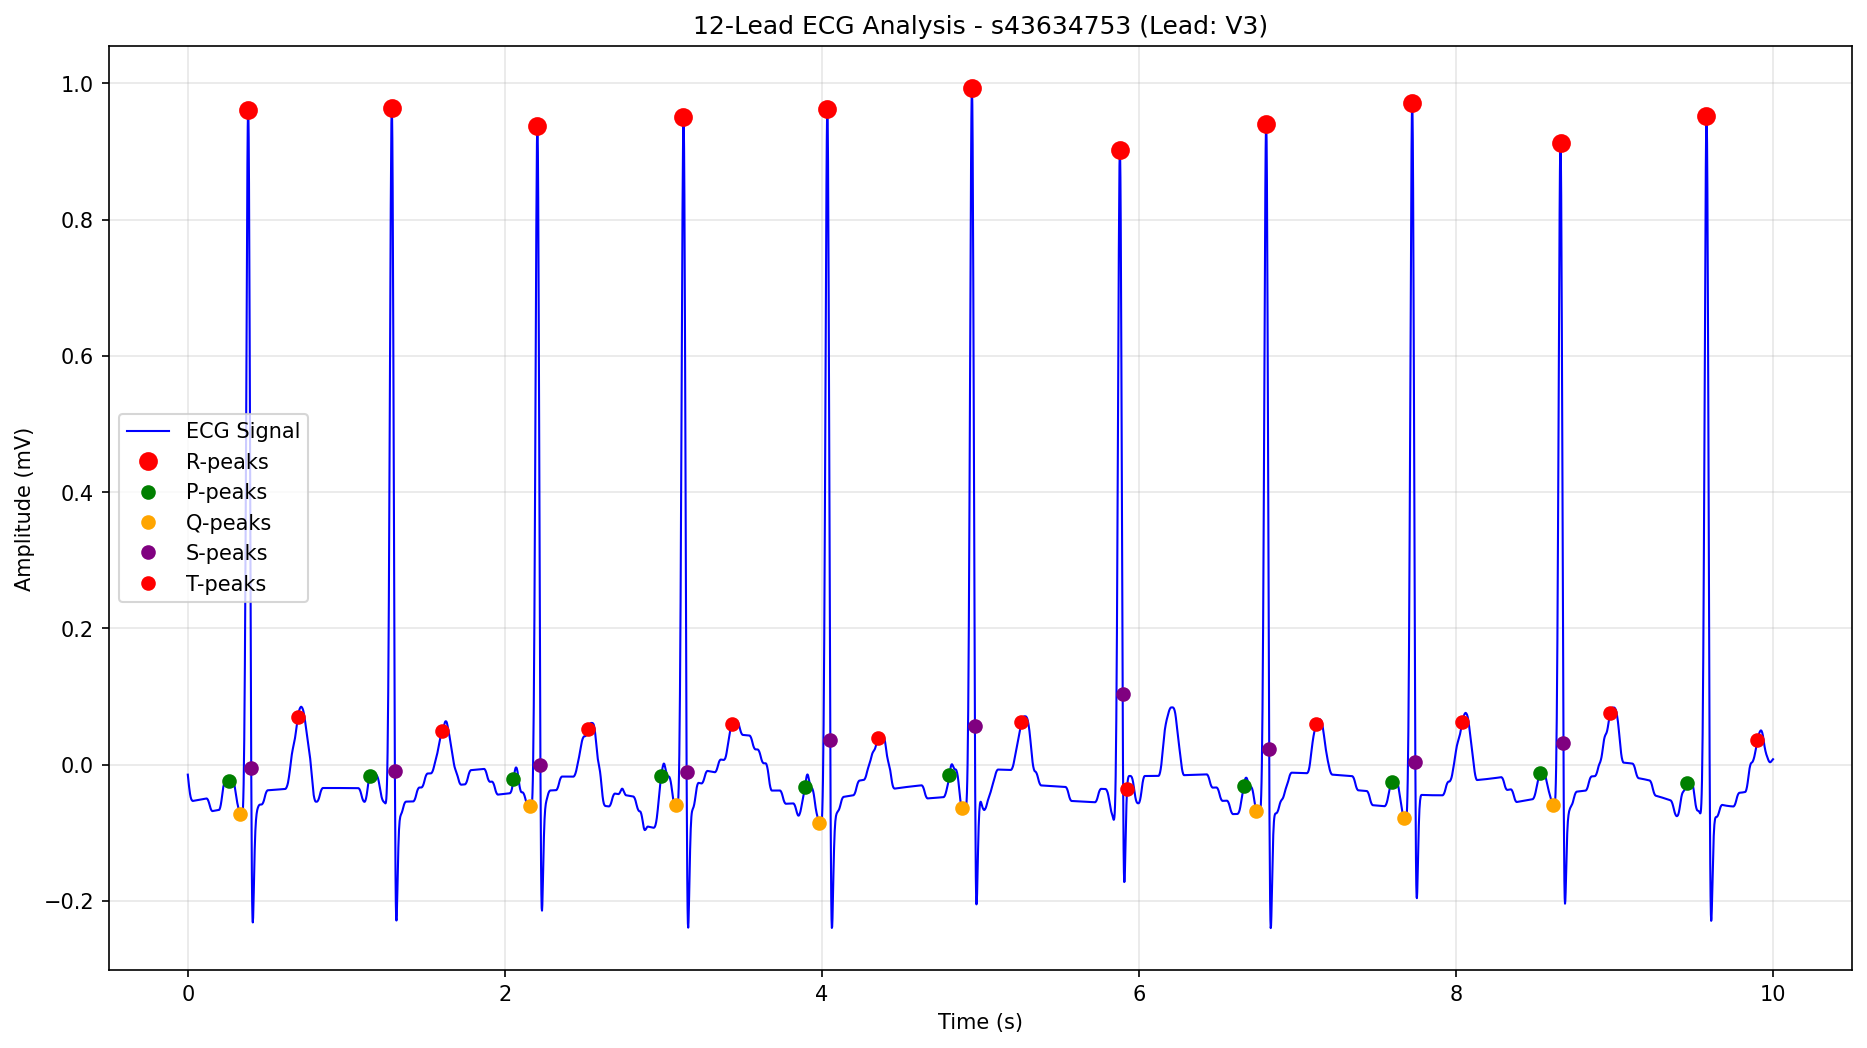 12-Lead ECG Analysis - s43634753 (Lead: V3)
1.0
0.8
0.6
0.4
0.2
0.0
−0.2
Amplitude (mV)
ECG Signal
R-peaks
P-peaks
Q-peaks
S-peaks
T-peaks
0 2 4 6 8 10
Time (s)